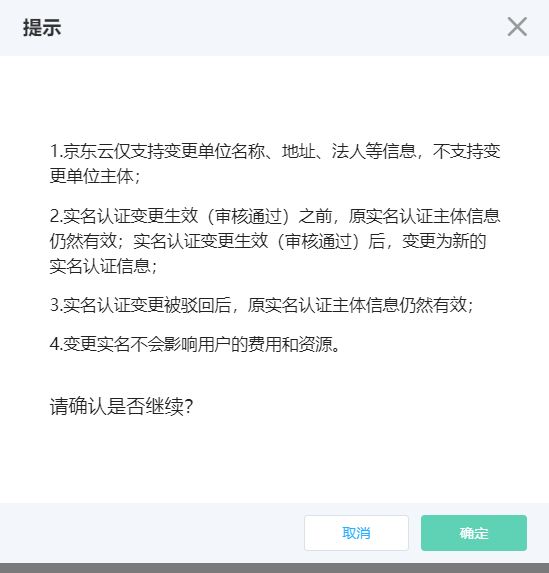 提示
1.京东云仅支持变更单位名称、地址、法人等信息，不支持变
更单位主体；
2.实名认证变更生效（审核通过）之前，原实名认证主体信息
仍然有效；实名认证变更生效（审核通过）后，变更为新的
实名认证信息；
3.实名认证变更被驳回后，原实名认证主体信息仍然有效；
4.变更实名不会影响用户的费用和资源。
请确认是否继续？
取消
确定